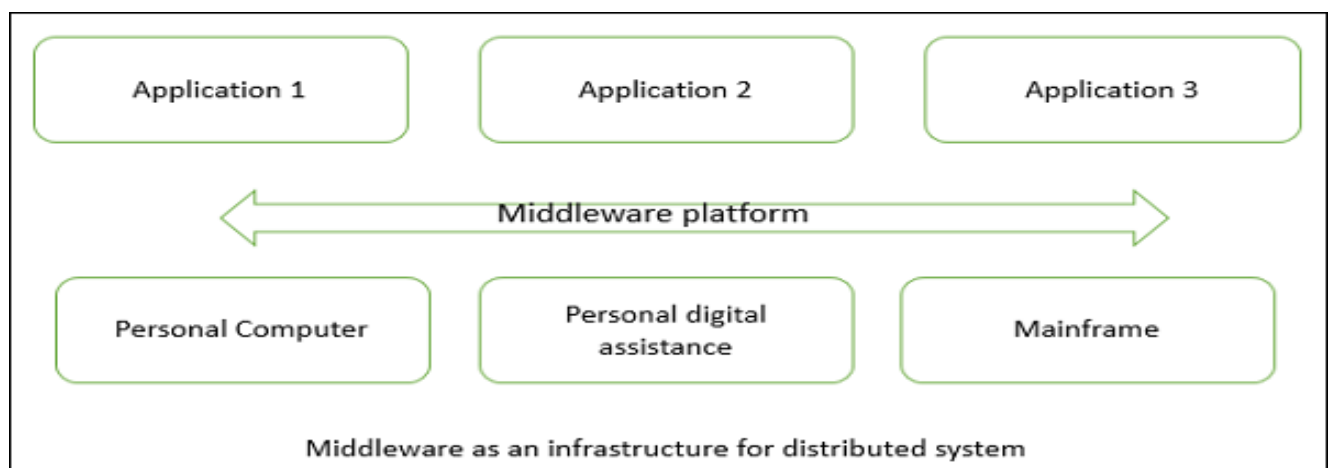 Application 1
Application 2
Application 3
Middleware platform
Personal Computer
Personal digital
assistance
Mainframe
Middleware as an infrastructure for distributed system